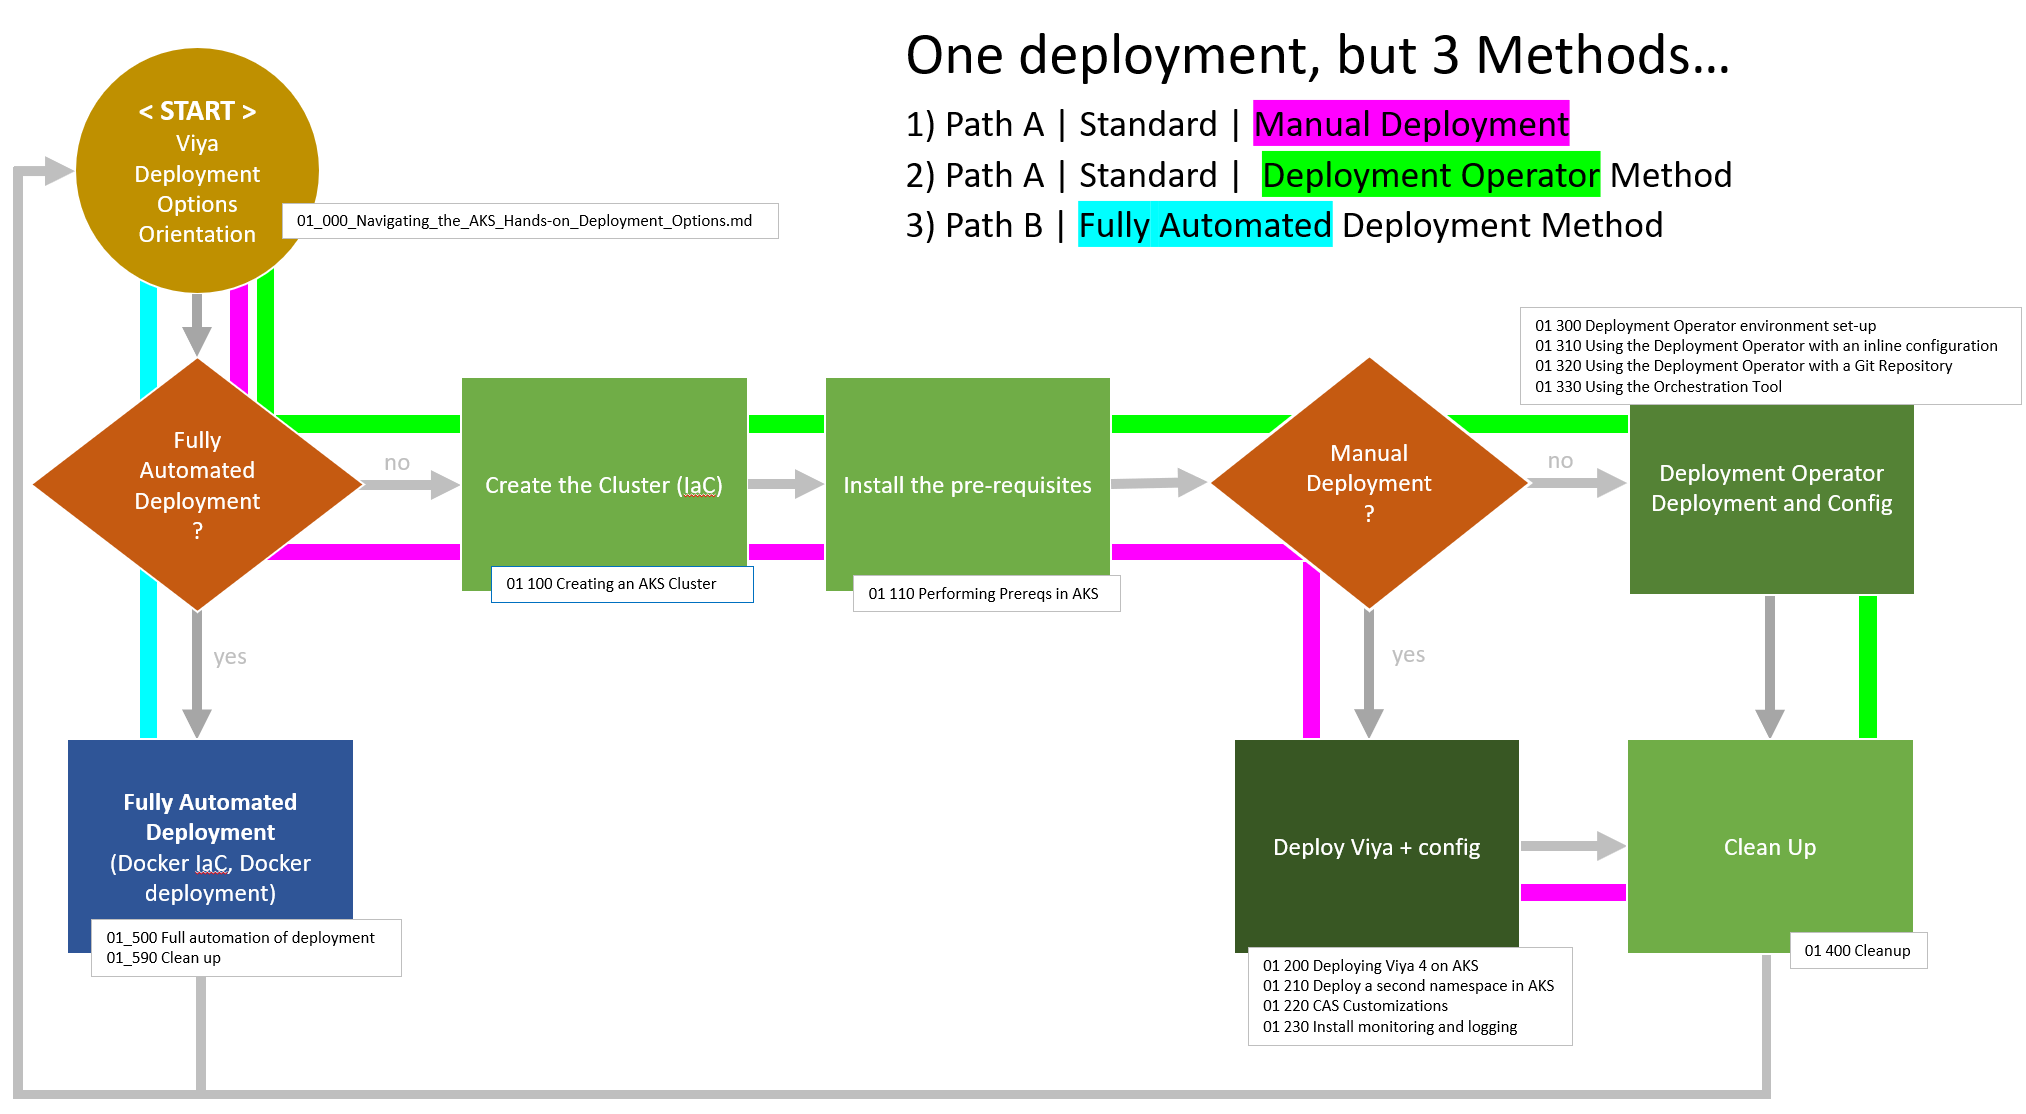 One deployment, but 3 Methods…
1) Path A | Standard | Manual Deployment
2) Path A | Standard | Deployment Operator Method
3) Path B | Fully Automated Deployment Method
< START >
Viya
Deployment
Options
Orientation
01_000_Navigating_the_AKS_Hands-on_Deployment_Options.md
Fully
Automated
Deployment
?
no
yes
Create the Cluster (IaC)
01 100 Creating an AKS Cluster
Install the pre-requisites
01 110 Performing Prereqs in AKS
Manual
Deployment
?
no
yes
01 300 Deployment Operator environment set-up
01 310 Using the Deployment Operator with an inline configuration
01 320 Using the Deployment Operator with a Git Repository
01 330 Using the Orchestration Tool
Deployment Operator
Deployment and Config
Fully Automated
Deployment
(Docker IaC, Docker
deployment)
01_500 Full automation of deployment
01_590 Clean up
Deploy Viya + config
01 200 Deploying Viya 4 on AKS
01 210 Deploy a second namespace in AKS
01 220 CAS Customizations
01 230 Install monitoring and logging
Clean Up
01 400 Cleanup